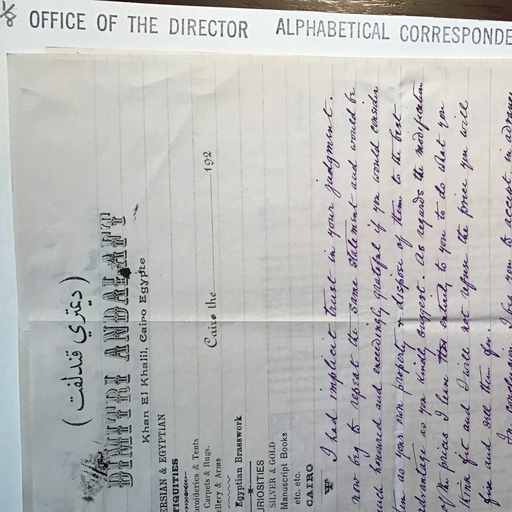 (ديمتري قندلفت)
DIMITRI ANDALAFT
Khan El Khalil, Cairo Egypte
ERSIAN & EGYPTIAN
TIQUITIES
broideries & Tents
Carpets & Rugs.
ellery & Arms
Egyptian Brasswork
URIOSITIES
SILVER & GOLD
Manuscript Books
etc. etc.
CAIRO
Cairo the 192
I had implicit trust in your judgment.
now beg to repeat the same statement and would be
uch honoured and exceedingly grateful if you would consider
em as your own property & dispose of them to the best
advantage as you kindly suggest. As regards the modification
of the prices I leave this entirely to you to do what you
think fit and I will not refuse the price you will
fix and sell them for.
In conclusion I beg you to accept in advance
OFFICE OF THE DIRECTOR ALPHABETICAL CORRESPONDE